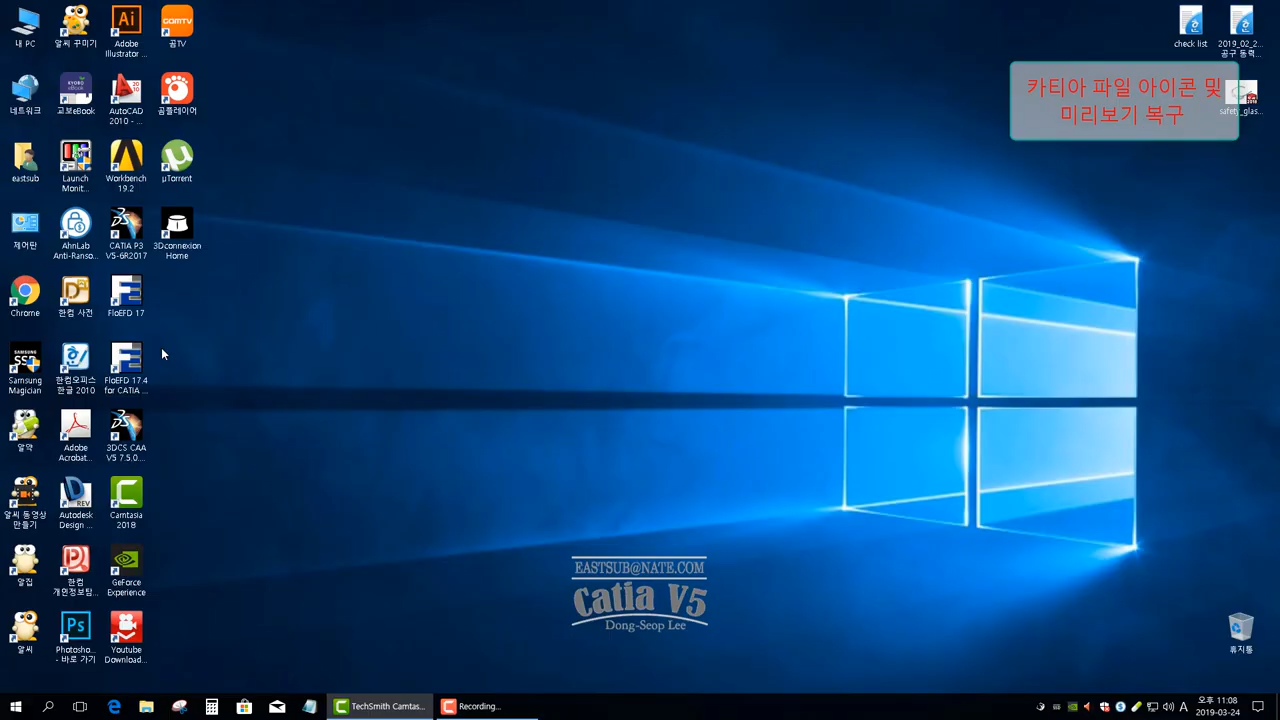 내 PC
알씨 꾸미기
Adobe
Illustrator ...
곰TV
네트워크
교보eBook
AutoCAD
2010 - ...
곰플레이어
eastsub
Launch
Monit...
Workbench
19.2
µTorrent
제어판
AhnLab
Anti-Ranso...
CATIA P3
V5-6R2017
3Dconnexion
Home
Chrome
한컴 사전
FloEFD 17
Samsung
Magician
한컴오피스
한글 2010
FloEFD 17.4
for CATIA ...
알약
Adobe
Acrobat...
3DCS CAA
V5 7.5.0....
알씨 동영상
만들기
Autodesk
Design ...
Camtasia
2018
알집
한컴
개인정보탐...
GeForce
Experience
알씨
Photosho...
- 바로 가기
Youtube
Download...
check list
2019_02_2...
공구 동력...
카티아 파일 아이콘 및
미리보기 복구
safety_glas...
EASTSUB@NATE.COM
Catia V5
Dong-Seop Lee
휴지통
TechSmith Camtas...
Recording...
A
오후 11:08
2019-03-24